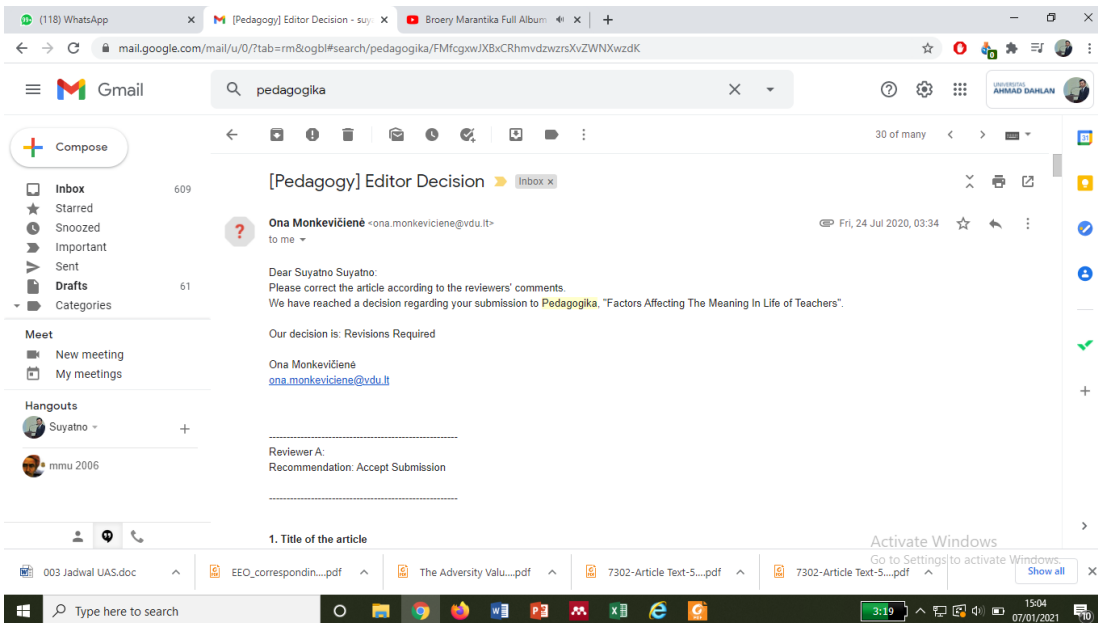 (118) WhatsApp
[Pedagogy] Editor Decision - suy
Broery Marantika Full Album
mail.google.com/mail/u/0/?tab=rm&ogbl#search/pedagogika/FMfcgxwJXBxCRhmvdzwzrsXvZWNXwzdK
Gmail
pedagogika
UNIVERSITAS
AHMAD DAHLAN
Compose
30 of many
Inbox 609
Starred
Snoozed
Important
Sent
Drafts 61
Categories
Meet
New meeting
My meetings
Hangouts
Suyatno
mmu 2006
[Pedagogy] Editor Decision
Inbox x
Ona Monkevičienė <ona.monkeviciene@vdu.lt>
Fri, 24 Jul 2020, 03:34
to me
Dear Suyatno Suyatno:
Please correct the article according to the reviewers' comments.
We have reached a decision regarding your submission to Pedagogika, "Factors Affecting The Meaning In Life of Teachers".
Our decision is: Revisions Required
Ona Monkevičienė
ona.monkeviciene@vdu.lt
------------------------------------------------------
Reviewer A:
Recommendation: Accept Submission
------------------------------------------------------
1. Title of the article
31
Activate Windows
Go to Settings to activate Windows.
003 Jadwal UAS.doc
EEO_correspondin....pdf
The Adversity Valu....pdf
7302-Article Text-5....pdf
7302-Article Text-5....pdf
Show all
Type here to search
3:19
15:04
07/01/2021